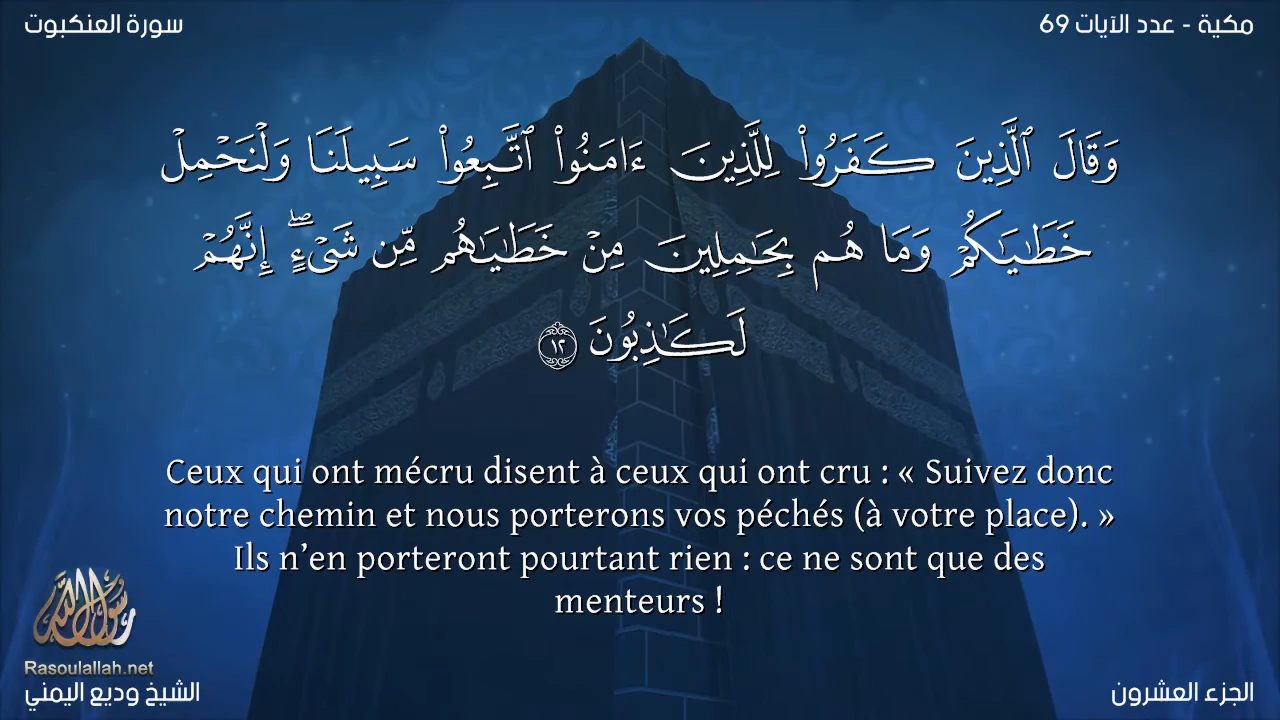 سورة العنكبوت
مكية - عدد الآيات 69
وَقَالَ ٱلَّذِينَ كَفَرُوا۟ لِلَّذِينَ ءَامَنُوا۟ ٱتَّبِعُوا۟ سَبِيلَنَا وَلْنَحْمِلْ
خَطَـٰيَـٰكُمْ وَمَا هُم بِحَـٰمِلِينَ مِنْ خَطَـٰيَـٰهُم مِّن شَىْءٍ ۖ إِنَّهُمْ
لَكَـٰذِبُونَ ١٢
Ceux qui ont mécru disent à ceux qui ont cru : « Suivez donc
notre chemin et nous porterons vos péchés (à votre place). »
Ils n’en porteront pourtant rien : ce ne sont que des
menteurs !
رسول الله
Rasoulallah.net
الشيخ وديع اليمني
الجزء العشرون